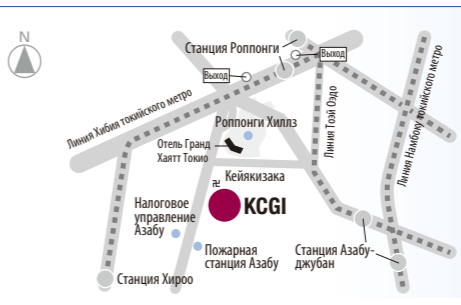 N
Станция Роппонги
Выход
Выход
Линия Хибия токийского метро
Роппонги Хиллз
Отель Гранд
Хаятт Токио
Линия Тоэй Оэдо
Линия Намбоку токийского метро
Кейякизака
卍
KCGI
Налоговое
управление
Азабу
Пожарная
станция Азабу
Станция Азабу-
джубан
Станция Хироо